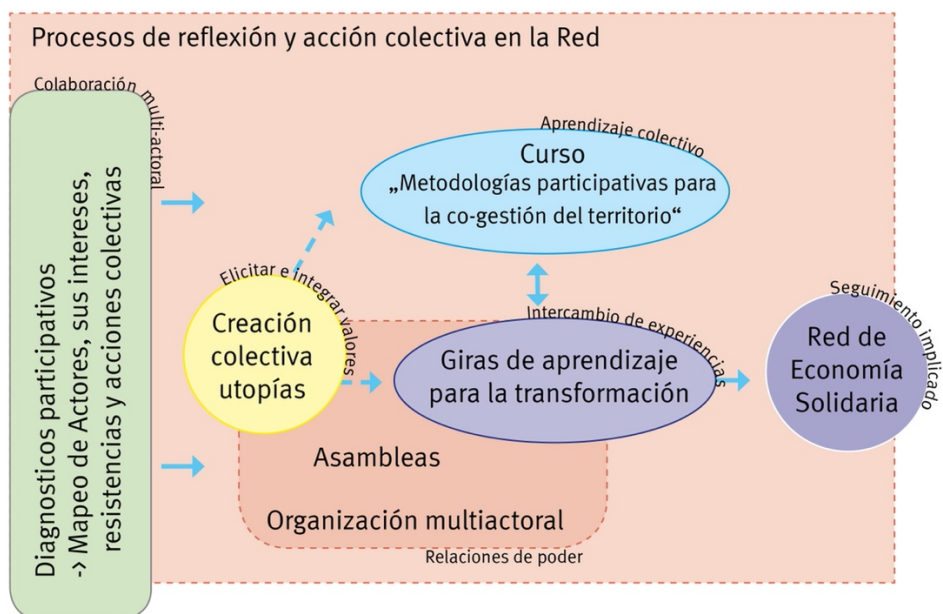 Procesos de reflexión y acción colectiva en la Red
Colaboración multi-actoral
Diagnosticos participativos
-> Mapeo de Actores, sus intereses,
resistencias y acciones colectivas
Aprendizaje colectivo
Curso
„Metodologías participativas para
la co-gestión del territorio“
Elicitar e integrar valores
Creación
colectiva
utopías
Intercambio de experiencias
Giras de aprendizaje
para la transformación
Seguimiento implicado
Red de
Economía
Solidaria
Asambleas
Organización multiactoral
Relaciones de poder